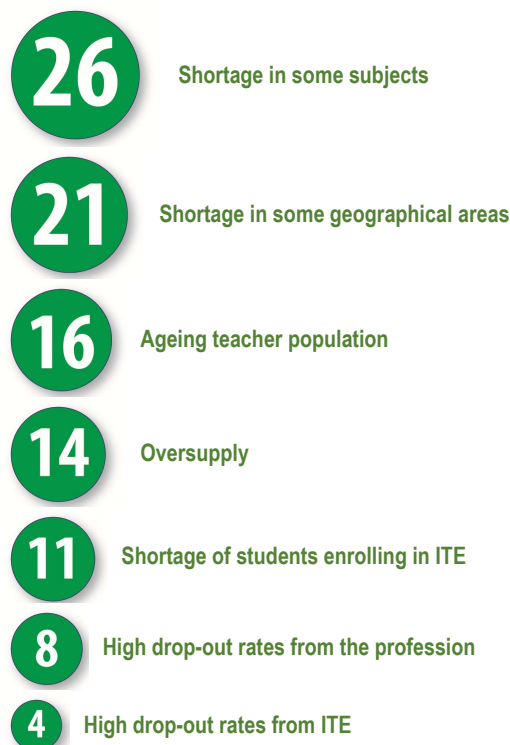 26 Shortage in some subjects
21 Shortage in some geographical areas
16 Ageing teacher population
14 Oversupply
11 Shortage of students enrolling in ITE
8 High drop-out rates from the profession
4 High drop-out rates from ITE